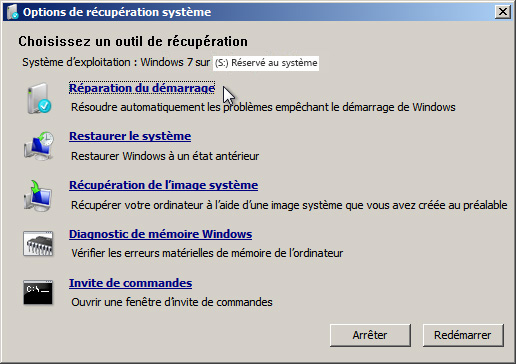 Options de récupération système
Choisissez un outil de récupération
Système d'exploitation : Windows 7 sur (S:) Réservé au système
Réparation du démarrage
Résoudre automatiquement les problèmes empêchant le démarrage de Windows
Restaurer le système
Restaurer Windows à un état antérieur
Récupération de l'image système
Récupérer votre ordinateur à l'aide d'une image système que vous avez créée au préalable
Diagnostic de mémoire Windows
Vérifier les erreurs matérielles de mémoire de l'ordinateur
C:\_
Invite de commandes
Ouvrir une fenêtre d'invite de commandes
Arrêter
Redémarrer